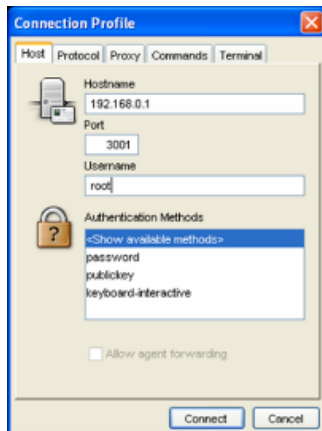 Connection Profile
Host Protocol Proxy Commands Terminal
Hostname
192.168.0.1
Port
3001
Username
root
?
Authentication Methods
<Show available methods>
password
publickey
keyboard-interactive
Allow agent forwarding
Connect Cancel